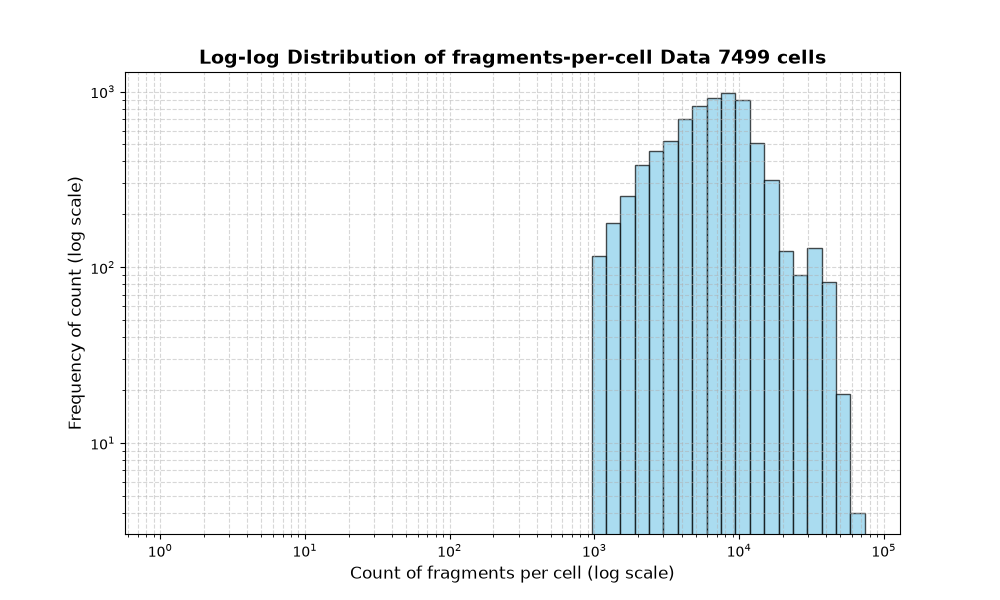 Log-log Distribution of fragments-per-cell Data 7499 cells
Frequency of count (log scale)
10³
10²
10¹
10⁰ 10¹ 10² 10³ 10⁴ 10⁵
Count of fragments per cell (log scale)